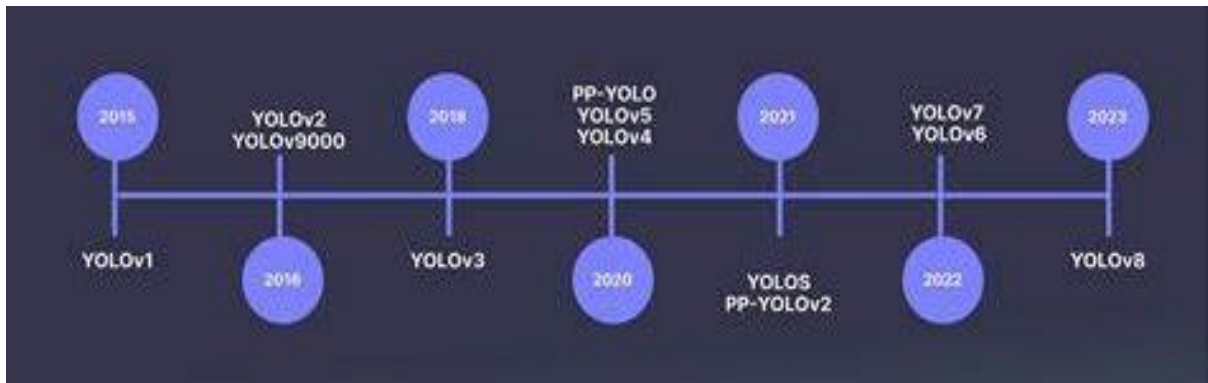 2015
YOLOv1
YOLOv2
YOLOv9000
2016
2018
YOLOv3
PP-YOLO
YOLOv5
YOLOv4
2020
2021
YOLOS
PP-YOLOv2
YOLOv7
YOLOv6
2022
2023
YOLOv8